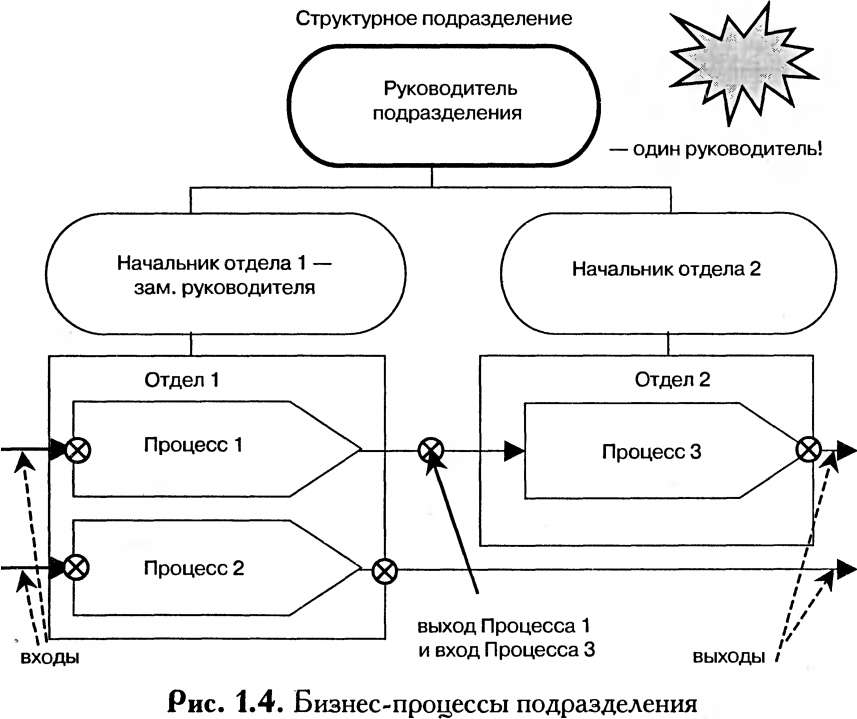 Структурное подразделение
Руководитель
подразделения
— один руководитель!
Начальник отдела 1 —
зам. руководителя
Начальник отдела 2
Отдел 1
Отдел 2
Процесс 1
Процесс 3
Процесс 2
выход Процесса 1
и вход Процесса 3
входы
выходы
Рис. 1.4. Бизнес-процессы подразделения